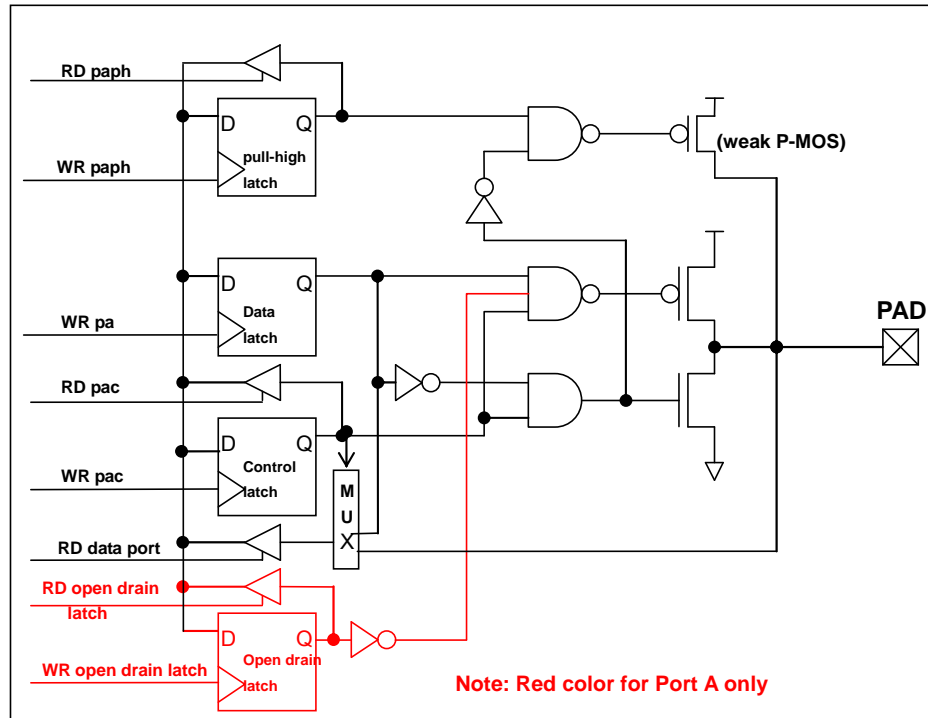 RD paph
D
Q
pull-high
latch
(weak P-MOS)
WR paph
D
Q
Data
latch
WR pa
PAD
RD pac
D
Q
Control
latch
WR pac
M
U
X
RD data port
RD open drain
latch
D
Q
Open drain
latch
WR open drain latch
Note: Red color for Port A only